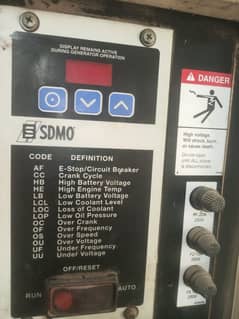 DISPLAY REMAINS ACTIVE
DURING GENERATOR OPERATION
SDMO
CODE DEFINITION
AF E-Stop/Circuit Breaker
CC Crank Cycle
HB High Battery Voltage
HE High Engine Temp
LB Low Battery Voltage
LCL Low Coolant Level
LOC Loss of Coolant
LOP Low Oil Pressure
OC Over Crank
OF Over Frequency
OS Over Speed
OU Over Voltage
UF Under Frequency
UU Under Voltage
OFF/RESET
RUN
AUTO
DANGER
High voltage.
Will shock, burn,
or cause death.